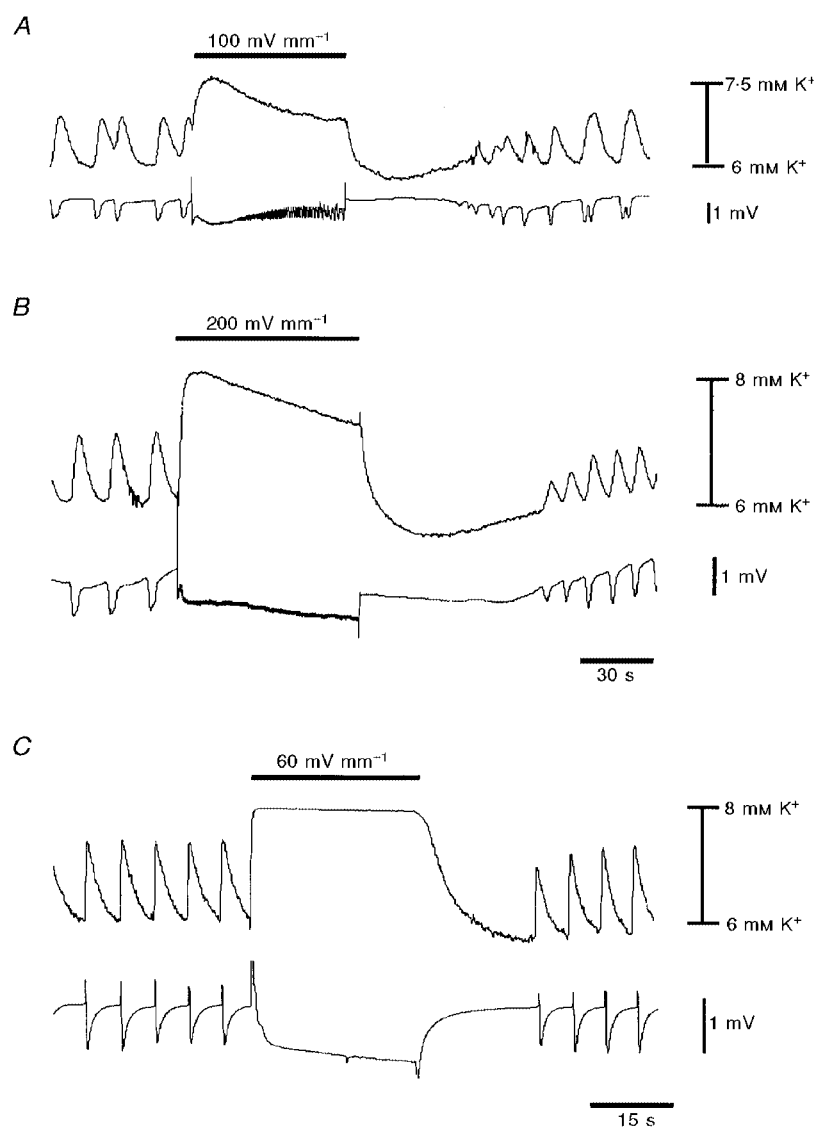 A
100 mV mm⁻¹
7·5 mM K⁺
6 mM K⁺
1 mV
B
200 mV mm⁻¹
8 mM K⁺
6 mM K⁺
1 mV
30 s
C
60 mV mm⁻¹
8 mM K⁺
6 mM K⁺
1 mV
15 s